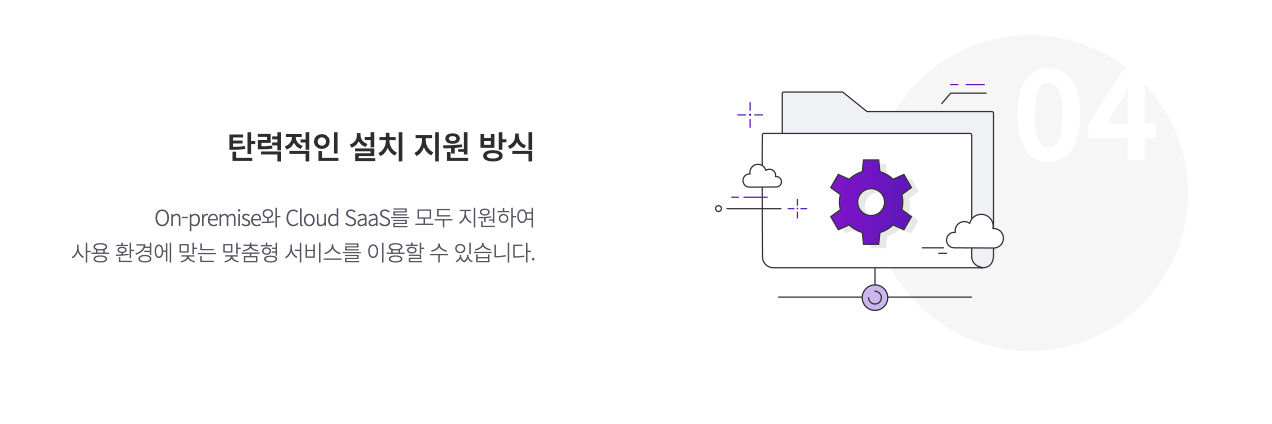 탄력적인 설치 지원 방식
On-premise와 Cloud SaaS를 모두 지원하여
사용 환경에 맞는 맞춤형 서비스를 이용할 수 있습니다.
04